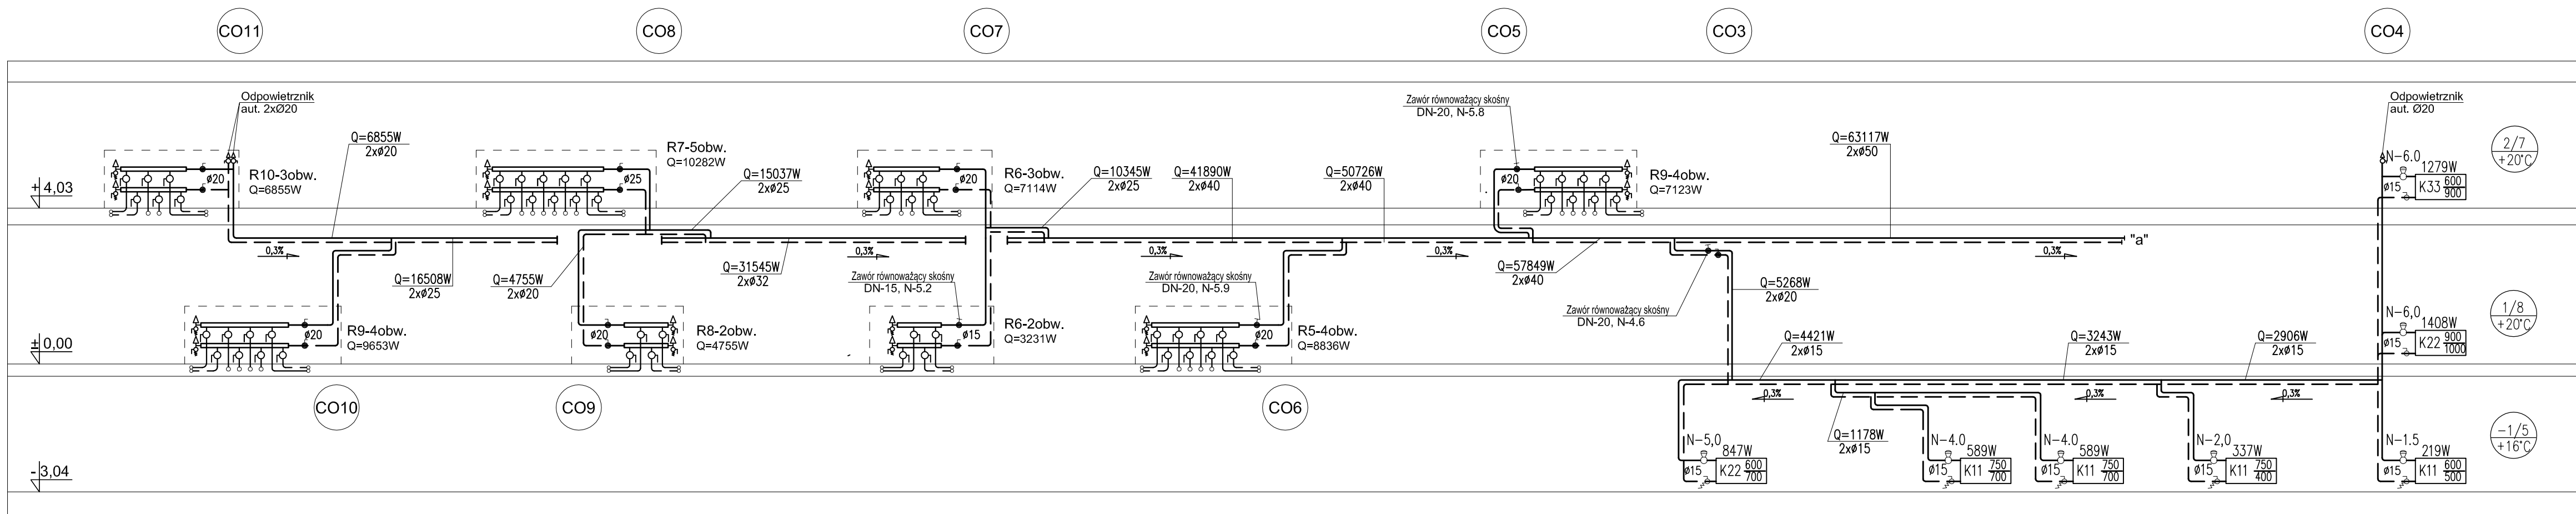 CO11
CO8
CO7
CO5
CO3
CO4
Odpowietrznik
aut. 2xØ20
Q=6855W
2xø20
ø20
R10-3obw.
Q=6855W
+4,03
0,3%
Q=16508W
2xø25
ø20
R9-4obw.
Q=9653W
± 0,00
CO10
R7-5obw.
Q=10282W
ø25
Q=15037W
2xø25
Q=4755W
2xø20
Q=31545W
2xø32
0,3%
ø20
R8-2obw.
Q=4755W
CO9
R6-3obw.
Q=7114W
ø20
Q=10345W
2xø25
Q=41890W
2xø40
Q=50726W
2xø40
0,3%
0,3%
Zawór równoważący skośny
DN-15, N-5.2
ø15
R6-2obw.
Q=3231W
Zawór równoważący skośny
DN-20, N-5.9
ø20
R5-4obw.
Q=8836W
CO6
Zawór równoważący skośny
DN-20, N-5.8
ø20
R9-4obw.
Q=7123W
Q=57849W
2xø40
Q=63117W
2xø50
0,3%
"a"
Zawór równoważący skośny
DN-20, N-4.6
Q=5268W
2xø20
Odpowietrznik
aut. Ø20
N-6.0
1279W
ø15
K33 600
900
2/7
+20°C
N-6,0
1408W
ø15
K22 900
1000
1/8
+20°C
Q=4421W
2xø15
Q=3243W
2xø15
Q=2906W
2xø15
0,3%
0,3%
0,3%
Q=1178W
2xø15
N-5,0
847W
ø15
K22 600
700
N-4.0
589W
ø15
K11 750
700
N-4.0
589W
ø15
K11 750
700
N-2,0
337W
ø15
K11 750
400
N-1.5
219W
ø15
K11 600
500
-1/5
+16°C
-3,04